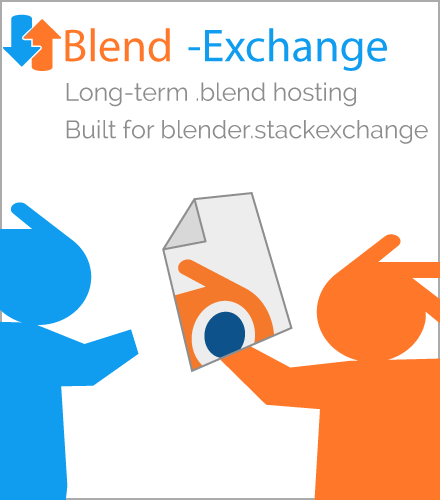 Blend -Exchange
Long-term .blend hosting
Built for blender.stackexchange